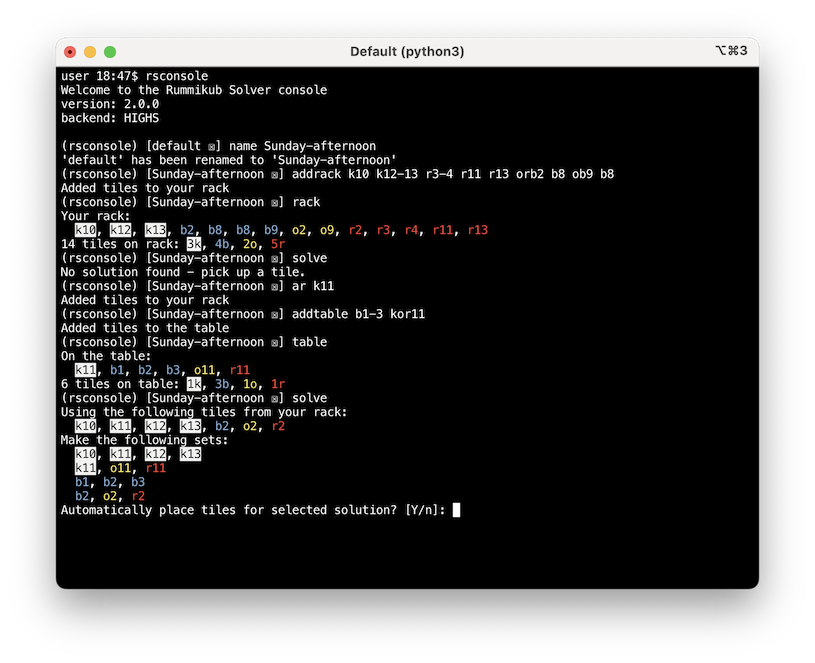 Default (python3)
⌥⌘3
user 18:47$ rsconsole
Welcome to the Rummikub Solver console
version: 2.0.0
backend: HIGHS
(rsconsole) [default ☒] name Sunday-afternoon
'default' has been renamed to 'Sunday-afternoon'
(rsconsole) [Sunday-afternoon ☒] addrack k10 k12-13 r3-4 r11 r13 orb2 b8 ob9 b8
Added tiles to your rack
(rsconsole) [Sunday-afternoon ☒] rack
Your rack:
k10, k12, k13, b2, b8, b8, b9, o2, o9, r2, r3, r4, r11, r13
14 tiles on rack: 3k, 4b, 2o, 5r
(rsconsole) [Sunday-afternoon ☒] solve
No solution found – pick up a tile.
(rsconsole) [Sunday-afternoon ☒] ar k11
Added tiles to your rack
(rsconsole) [Sunday-afternoon ☒] addtable b1-3 kor11
Added tiles to the table
(rsconsole) [Sunday-afternoon ☒] table
On the table:
k11, b1, b2, b3, o11, r11
6 tiles on table: 1k, 3b, 1o, 1r
(rsconsole) [Sunday-afternoon ☒] solve
Using the following tiles from your rack:
k10, k11, k12, k13, b2, o2, r2
Make the following sets:
k10, k11, k12, k13
k11, o11, r11
b1, b2, b3
b2, o2, r2
Automatically place tiles for selected solution? [Y/n]: